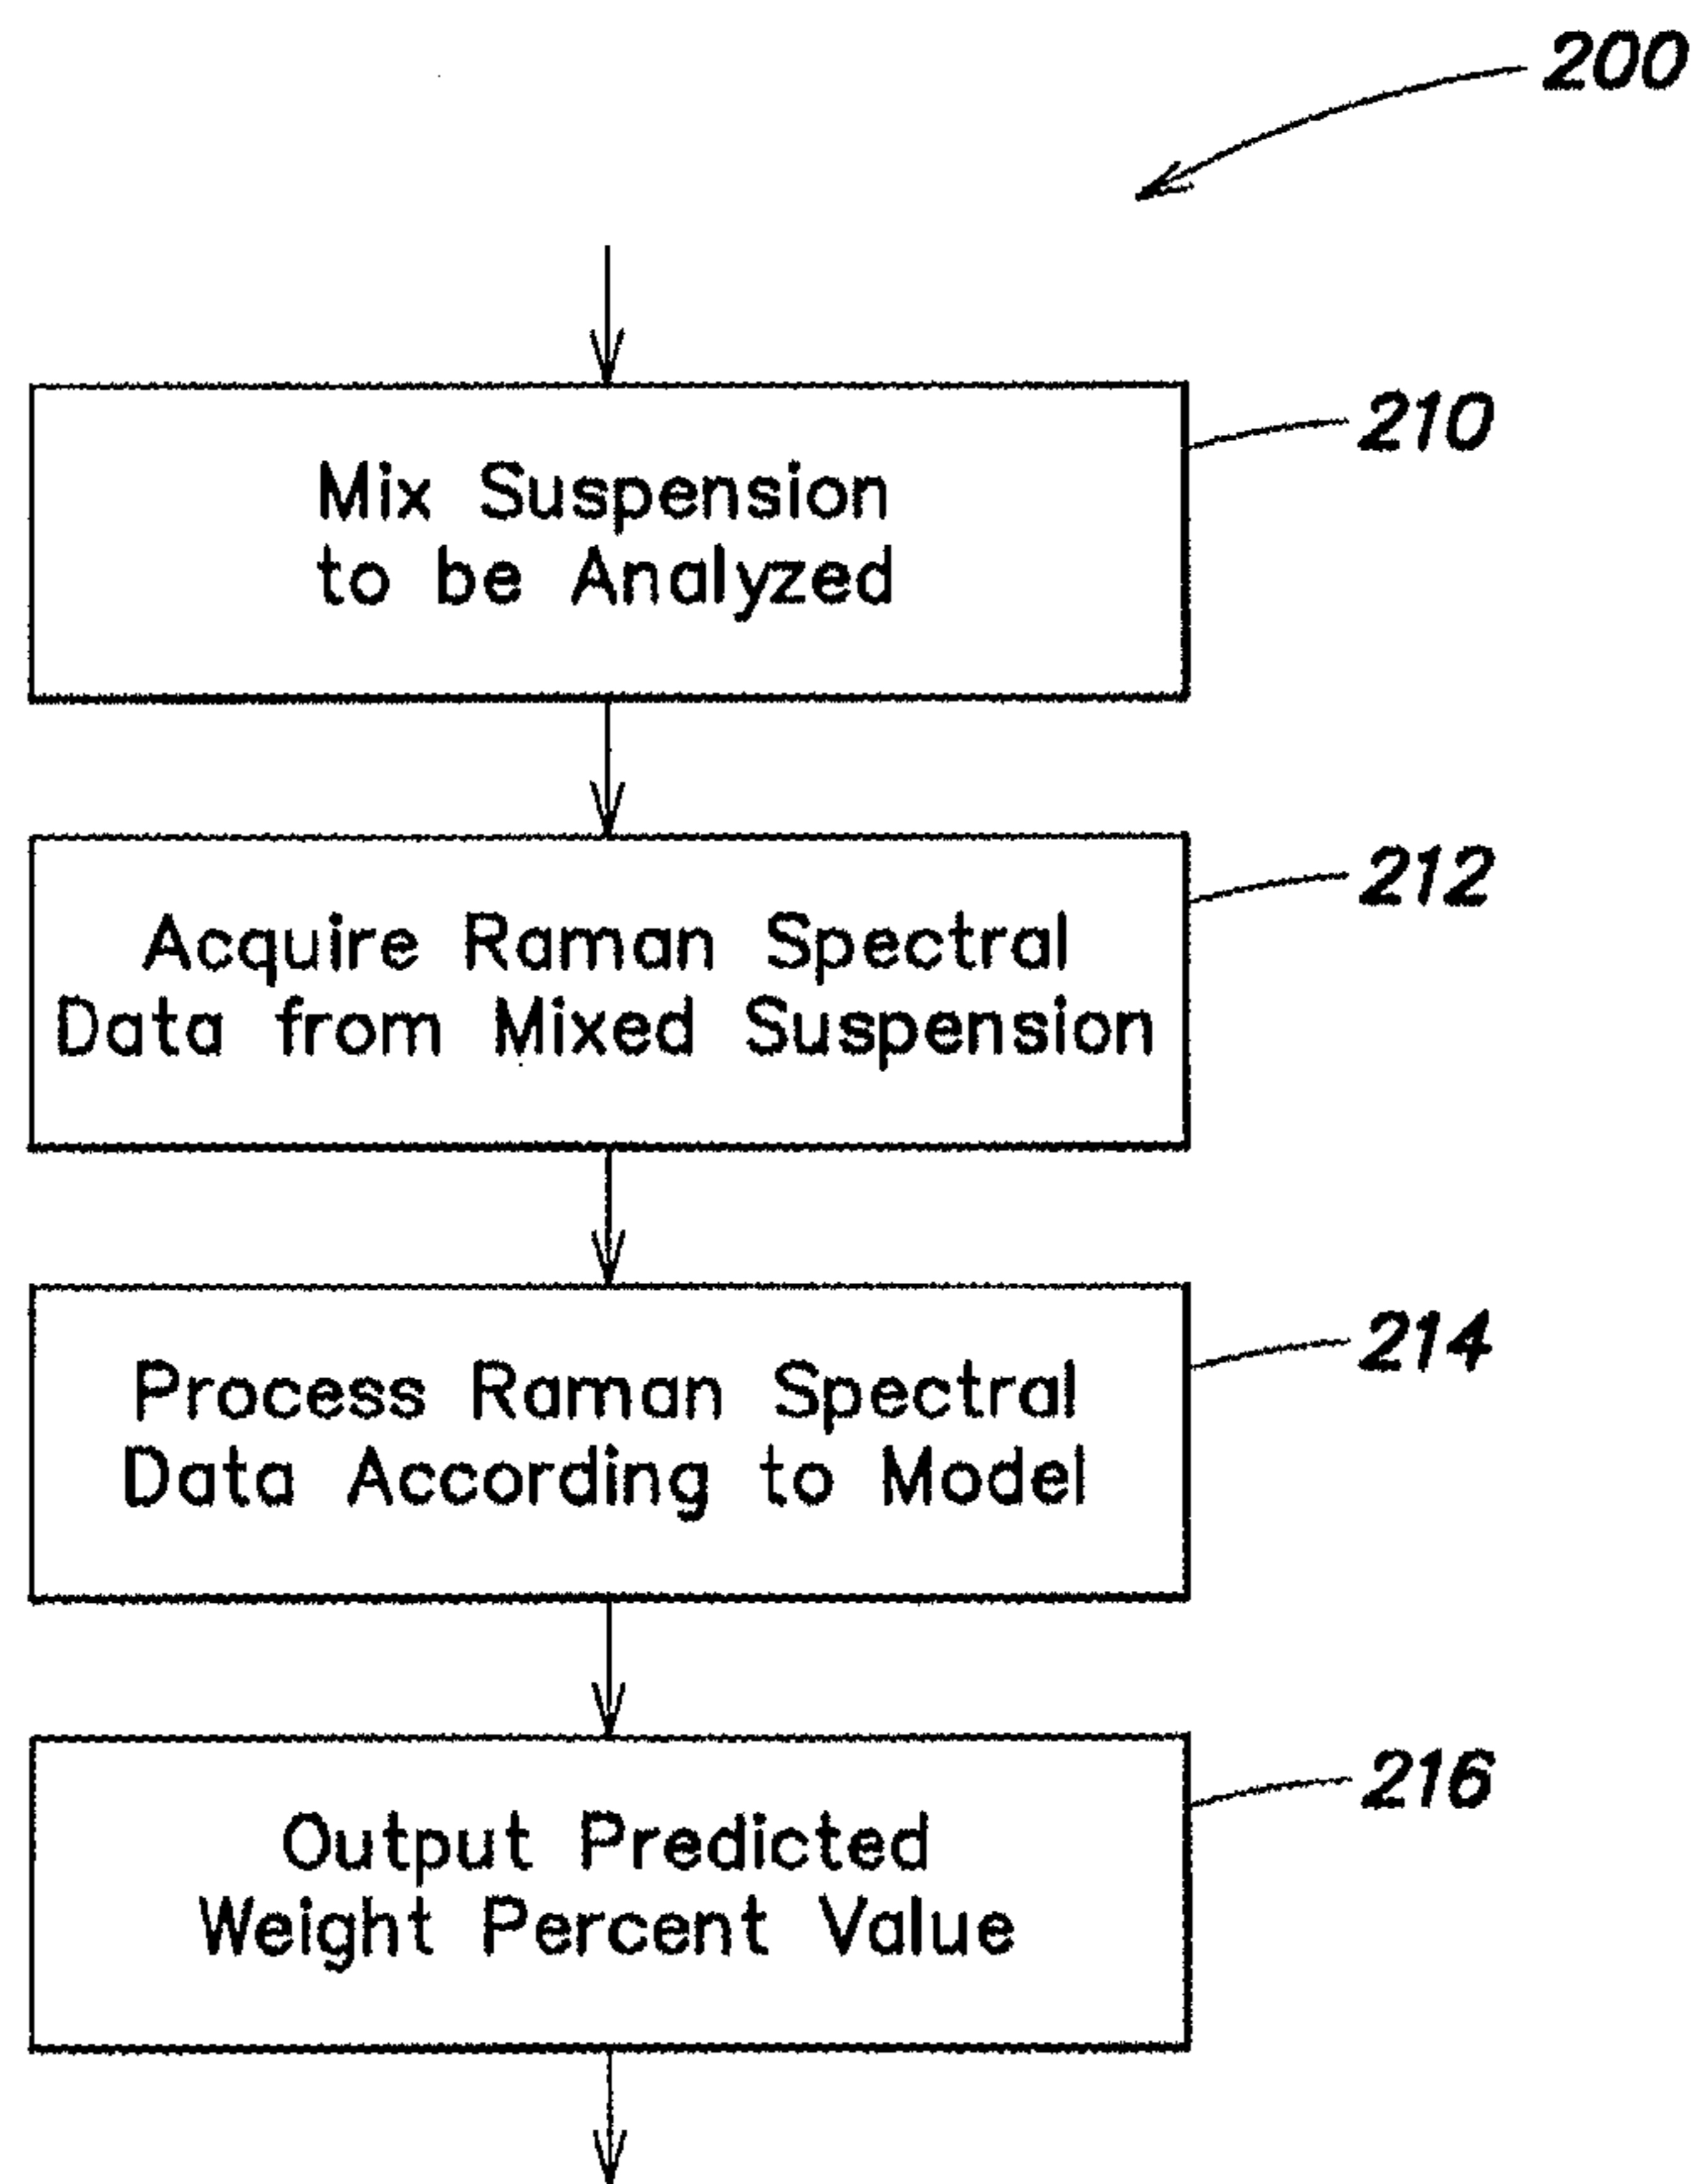 200
Mix Suspension
to be Analyzed
210
Acquire Raman Spectral
Data from Mixed Suspension
212
Process Raman Spectral
Data According to Model
214
Output Predicted
Weight Percent Value
216